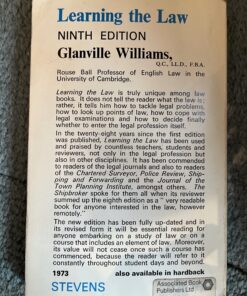 Learning the Law
NINTH EDITION
Glanville Williams,
Q.C., LL.D., F.B.A.
Rouse Ball Professor of English Law in the
University of Cambridge.
Learning the Law is truly unique among law
books. It does not tell the reader what the law is;
rather, it tells him how to tackle legal problems,
how to look up points of law, how to cope with
legal examinations and how to decide finally
whether to enter the legal profession itself.
In the twenty-eight years since the first edition
was published, Learning the Law has been used
and praised by countless teachers, students and
reviewers, not only in the legal profession but
also in other disciplines. It has been commended
to readers of the legal journals and also to readers
of the Chartered Surveyor, Police Review, Ship-
ping and Forwarding and the Journal of the
Town Planning Institute, amongst others. The
Shipbroker spoke for them all when its reviewer
summed up the eighth edition as a " very readable
book for anyone interested in the law, however
remotely."
The new edition has been fully up-dated and in
its revised form it will be essential reading for
anyone embarking on a study of law or on a
course that includes an element of law. Moreover,
its value will not cease once such a course has
commenced, because the reader will refer to it
constantly throughout student days and beyond.
1973 also available in hardback
STEVENS
Associated Book
Publishers Ltd